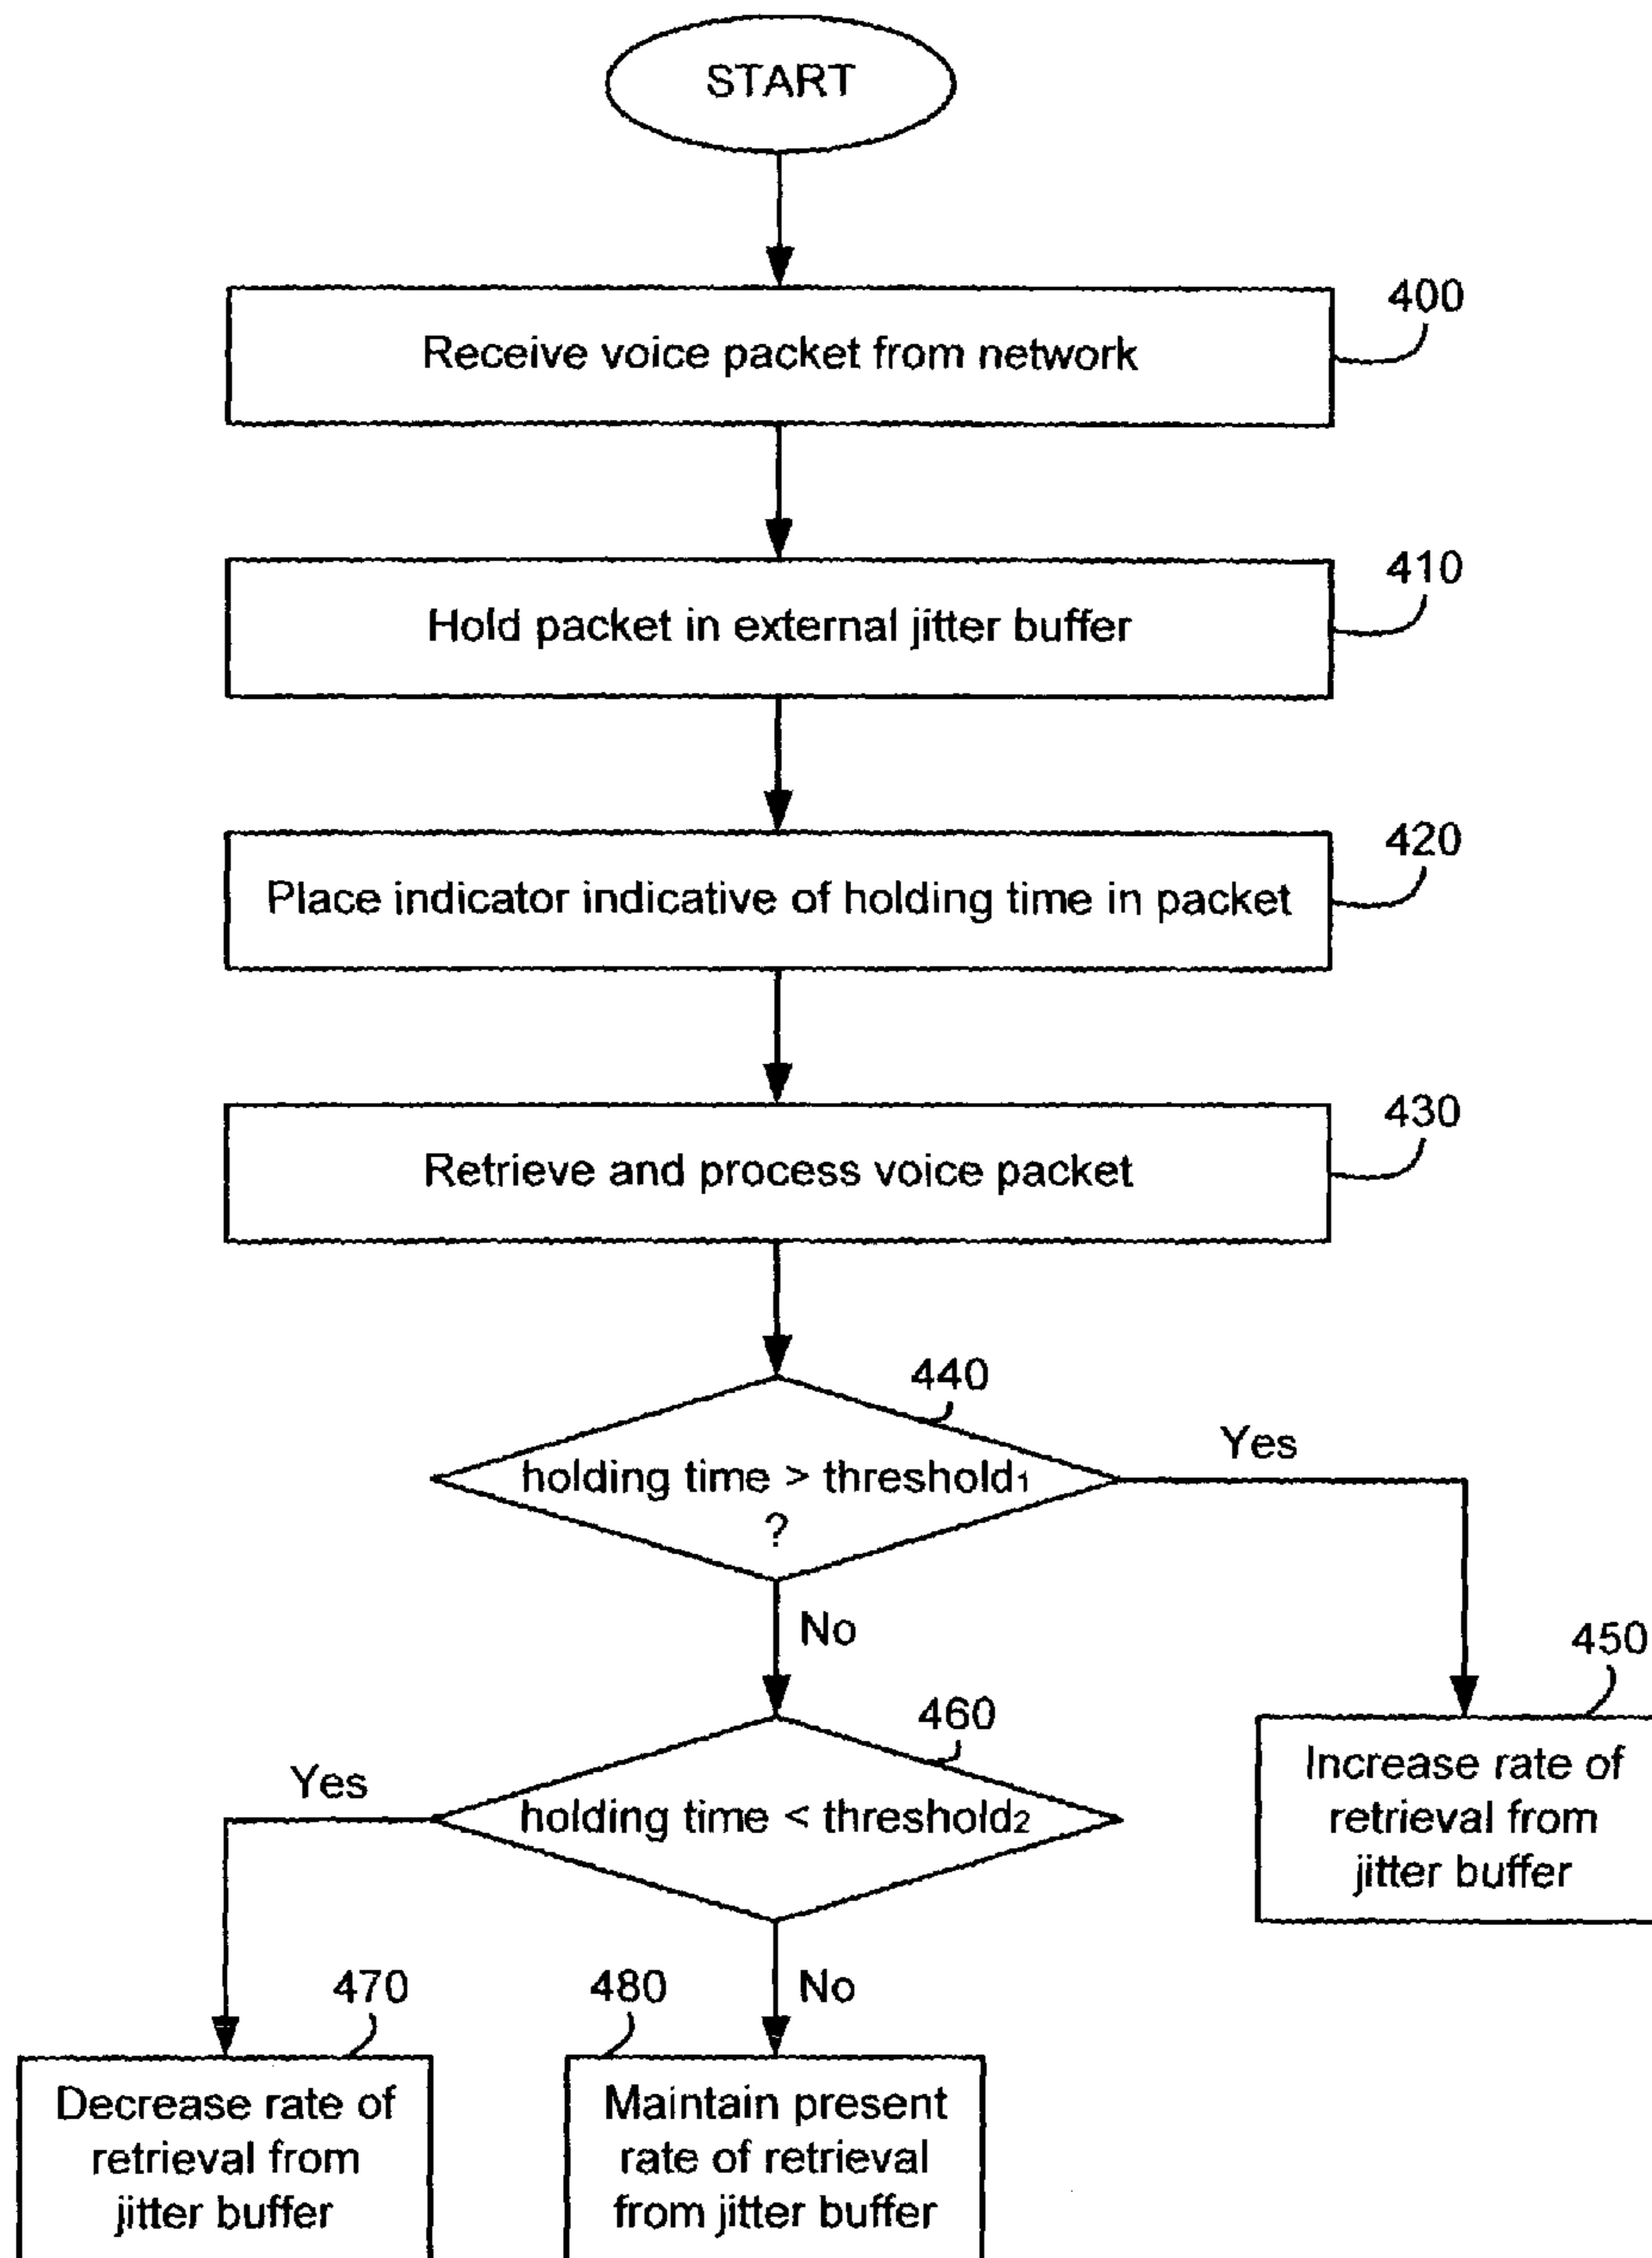 START
400
Receive voice packet from network
410
Hold packet in external jitter buffer
420
Place indicator indicative of holding time in packet
430
Retrieve and process voice packet
440
holding time > threshold₁
?
Yes
No
450
Increase rate of
retrieval from
jitter buffer
460
holding time < threshold₂
Yes
No
470
Decrease rate of
retrieval from
jitter buffer
480
Maintain present
rate of retrieval
from jitter buffer